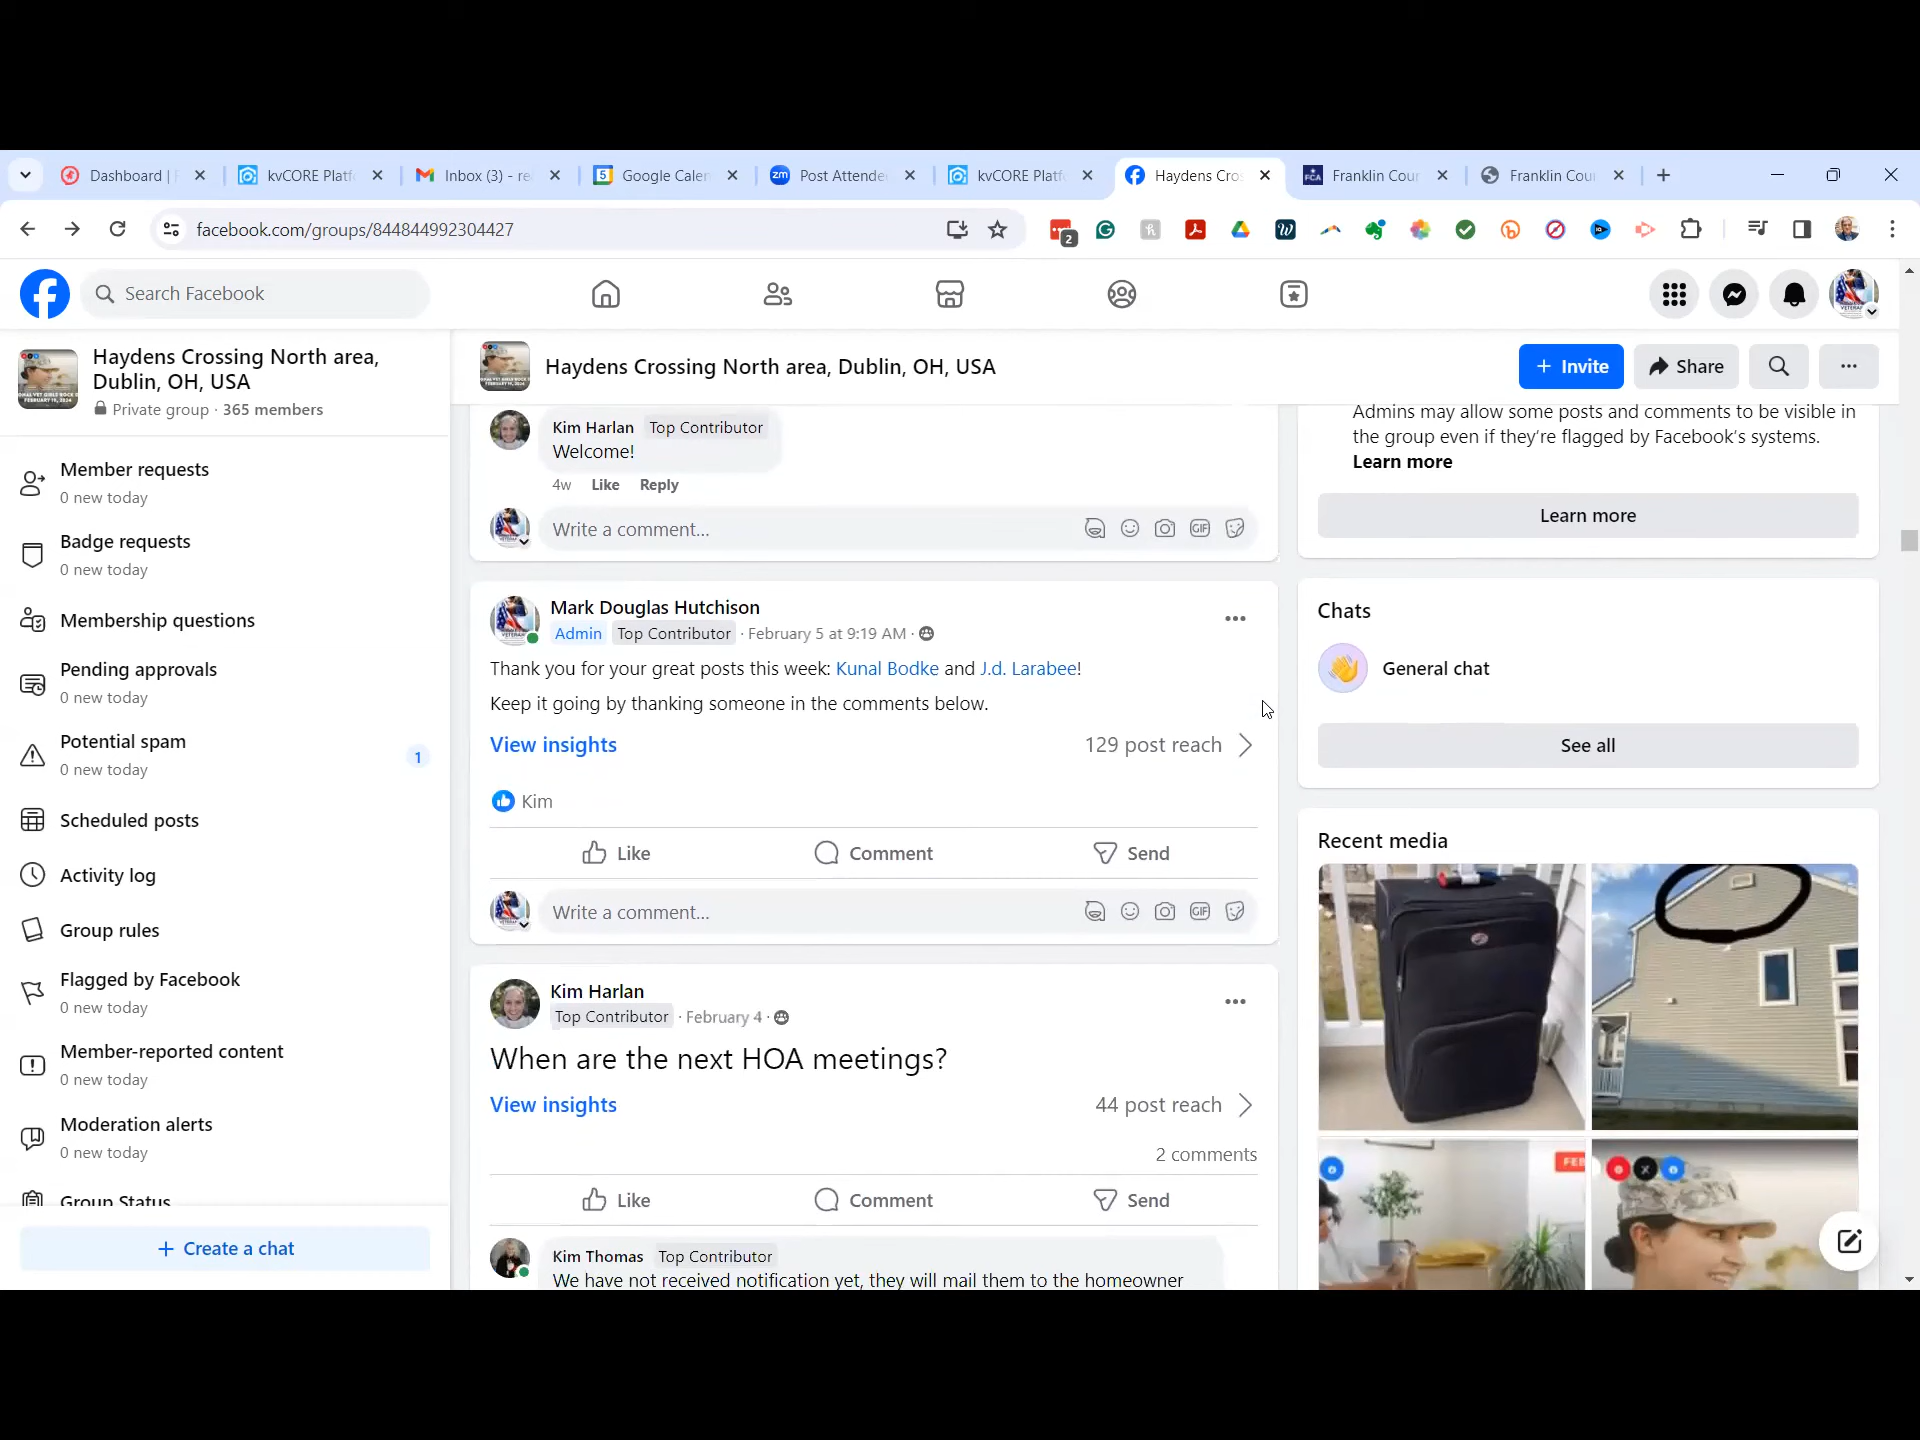 Dashboard |
kvCORE Platf
Inbox (3) - re
Google Calen
Post Attende
kvCORE Platf
Haydens Cro
Franklin Cour
Franklin Cour
facebook.com/groups/844844992304427
2
Search Facebook
Haydens Crossing North area,
Dublin, OH, USA
Private group · 365 members
Member requests
0 new today
Badge requests
0 new today
Membership questions
Pending approvals
0 new today
Potential spam
0 new today
1
Scheduled posts
Activity log
Group rules
Flagged by Facebook
0 new today
Member-reported content
0 new today
Moderation alerts
0 new today
Group Status
+ Create a chat
Haydens Crossing North area, Dublin, OH, USA
+ Invite
Share
Kim Harlan Top Contributor
Welcome!
4w Like Reply
Write a comment...
GIF
Mark Douglas Hutchison
Admin Top Contributor · February 5 at 9:19 AM ·
Thank you for your great posts this week: Kunal Bodke and J.d. Larabee!
Keep it going by thanking someone in the comments below.
View insights
129 post reach
Kim
Like
Comment
Send
Write a comment...
GIF
Kim Harlan
Top Contributor · February 4 ·
When are the next HOA meetings?
View insights
44 post reach
2 comments
Like
Comment
Send
Kim Thomas Top Contributor
We have not received notification yet, they will mail them to the homeowner
Admins may allow some posts and comments to be visible in
the group even if they're flagged by Facebook's systems.
Learn more
Learn more
Chats
General chat
See all
Recent media